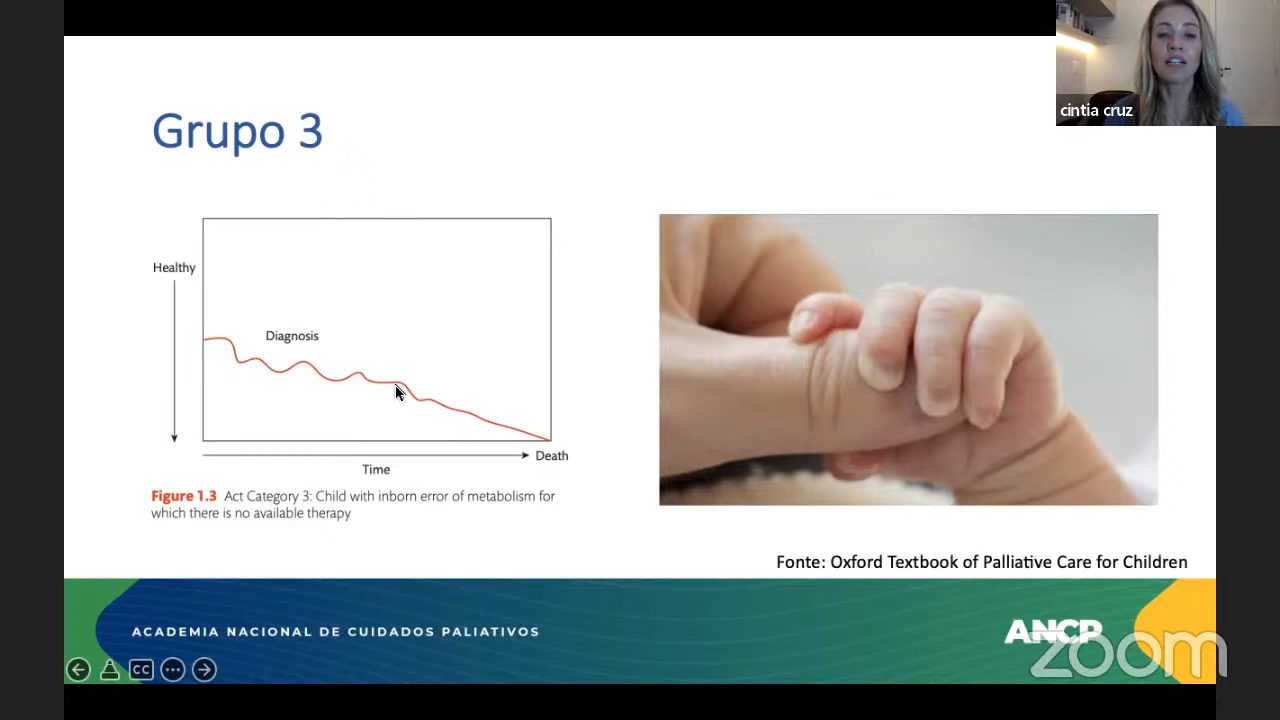 cintia cruz
Grupo 3
Healthy
Diagnosis
Death
Time
Figure 1.3 Act Category 3: Child with inborn error of metabolism for
which there is no available therapy
Fonte: Oxford Textbook of Palliative Care for Children
ACADEMIA NACIONAL DE CUIDADOS PALIATIVOS
ANCP
zoom
CC